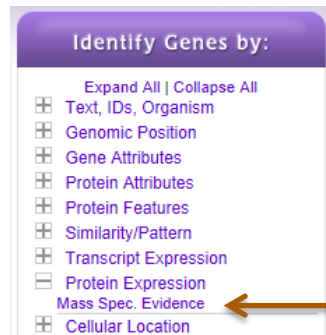 Identify Genes by:
Expand All | Collapse All
Text, IDs, Organism
Genomic Position
Gene Attributes
Protein Attributes
Protein Features
Similarity/Pattern
Transcript Expression
Protein Expression
Mass Spec. Evidence
Cellular Location